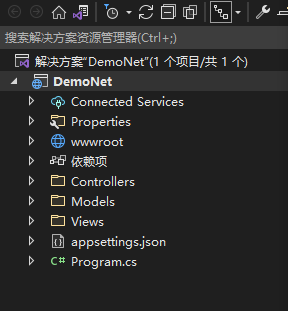 搜索解决方案资源管理器(Ctrl+;)
解决方案"DemoNet"(1 个项目/共 1 个)
DemoNet
Connected Services
Properties
wwwroot
依赖项
Controllers
Models
Views
appsettings.json
C# Program.cs